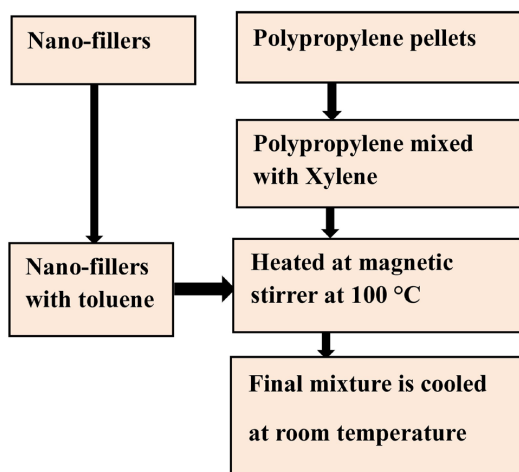 Nano-fillers
Polypropylene pellets
Polypropylene mixed
with Xylene
Nano-fillers
with toluene
Heated at magnetic
stirrer at 100 °C
Final mixture is cooled
at room temperature